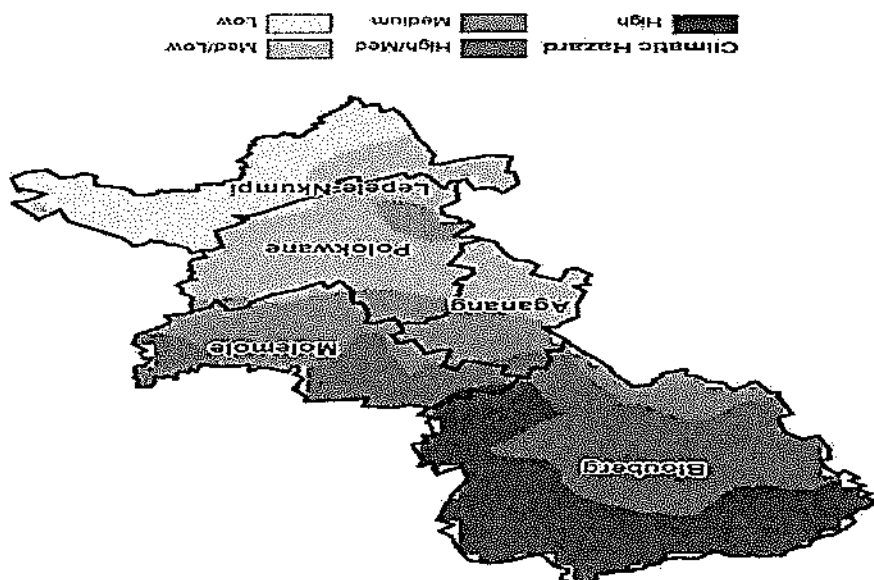 Blouberg
Molemole
Aganang
Polokwane
Lepele-Nkumpi
Climatic Hazard High/Med Med/Low
High Medium Low